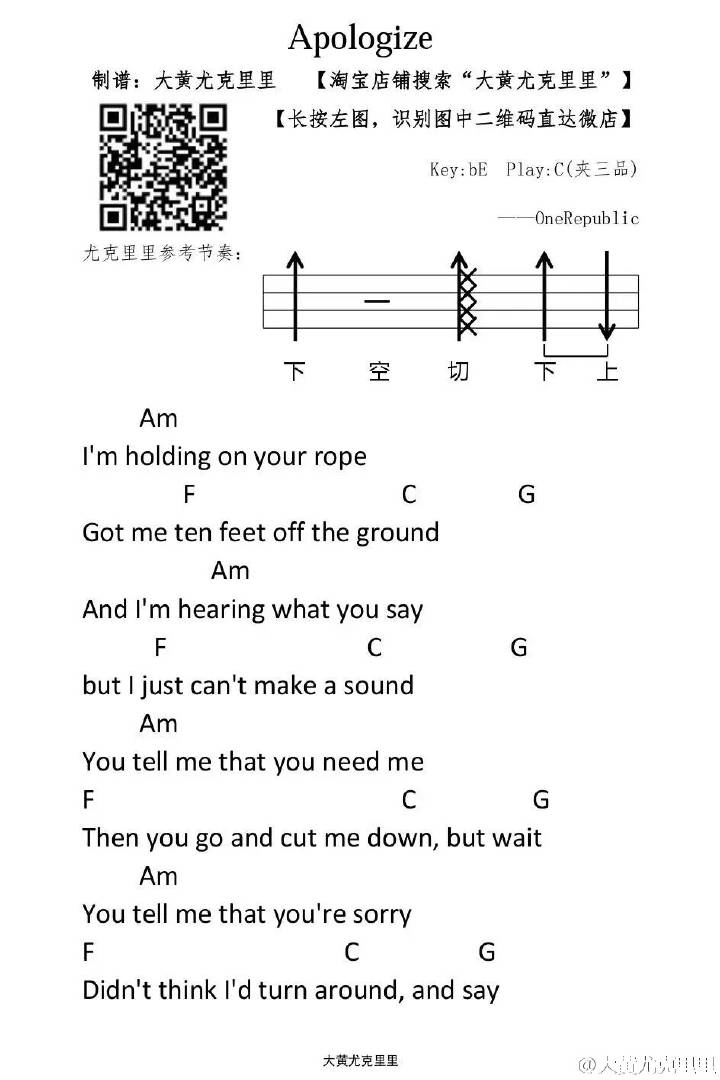 Apologize
制谱：大黄尤克里里 【淘宝店铺搜索“大黄尤克里里”】
【长按左图，识别图中二维码直达微店】
Key:bE Play:C(夹三品)
——OneRepublic
尤克里里参考节奏：
下 空 切 下 上
Am
I'm holding on your rope
F C G
Got me ten feet off the ground
Am
And I'm hearing what you say
F C G
but I just can't make a sound
Am
You tell me that you need me
F C G
Then you go and cut me down, but wait
Am
You tell me that you're sorry
F C G
Didn't think I'd turn around, and say
大黄尤克里里
@大黄尤克里里